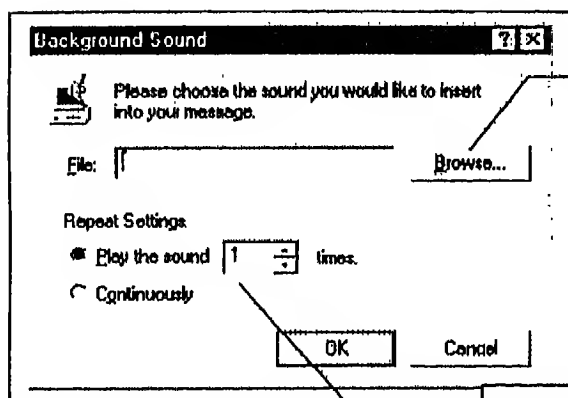 Background Sound
Please choose the sound you would like to insert
into your message.
File:
Browse...
Repeat Settings
Play the sound 1 times.
Continuously
OK
Cancel